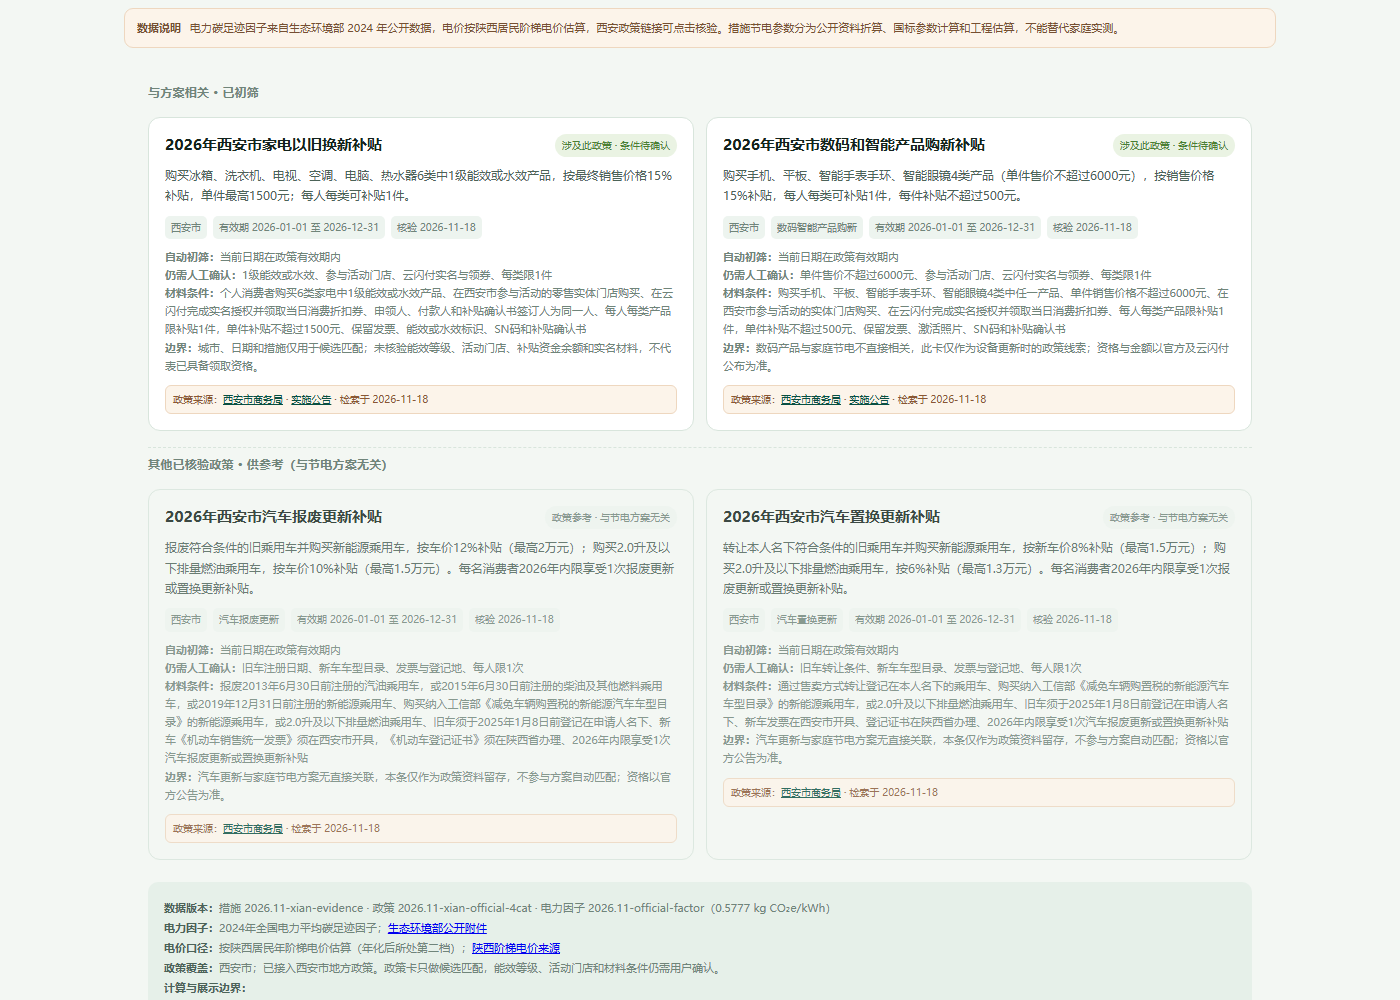 数据说明 电力碳足迹因子来自生态环境部 2024 年公开数据，电价按陕西居民阶梯电价估算，西安政策链接可点击核验。措施节电参数分为公开资料折算、国标参数计算和工程估算，不能替代家庭实测。
与方案相关 • 已初筛
2026年西安市家电以旧换新补贴
涉及此政策 · 条件待确认
购买冰箱、洗衣机、电视、空调、电脑、热水器6类中1级能效或水效产品，按最终销售价格15%
补贴，单件最高1500元；每人每类可补贴1件。
西安市 有效期 2026-01-01 至 2026-12-31 核验 2026-11-18
自动初筛：当前日期在政策有效期内
仍需人工确认：1级能效或水效、参与活动门店、云闪付实名与领券、每类限1件
材料条件：个人消费者购买6类家电中1级能效或水效产品、在西安市参与活动的零售实体门店购买、在云
闪付完成实名授权并领取当日消费折扣券、申领人、付款人和补贴确认书签订人为同一人、每人每类产品
限补贴1件，单件补贴不超过1500元、保留发票、能效或水效标识、SN码和补贴确认书
边界：城市、日期和措施仅用于候选匹配；未核验能效等级、活动门店、补贴资金余额和实名材料，不代
表已具备领取资格。
政策来源：西安市商务局 · 实施公告 · 检索于 2026-11-18
2026年西安市数码和智能产品购新补贴
涉及此政策 · 条件待确认
购买手机、平板、智能手表手环、智能眼镜4类产品（单件售价不超过6000元），按销售价格
15%补贴，每人每类可补贴1件，每件补贴不超过500元。
西安市 数码智能产品购新 有效期 2026-01-01 至 2026-12-31 核验 2026-11-18
自动初筛：当前日期在政策有效期内
仍需人工确认：单件售价不超过6000元、参与活动门店、云闪付实名与领券、每类限1件
材料条件：购买手机、平板、智能手表手环、智能眼镜4类中任一产品、单件销售价格不超过6000元、在
西安市参与活动的实体门店购买、在云闪付完成实名授权并领取当日消费折扣券、每人每类产品限补贴1
件，单件补贴不超过500元、保留发票、激活照片、SN码和补贴确认书
边界：数码产品与家庭节电不直接相关，此卡仅作为设备更新时的政策线索；资格与金额以官方及云闪付
公布为准。
政策来源：西安市商务局 · 实施公告 · 检索于 2026-11-18
其他已核验政策 • 供参考（与节电方案无关）
2026年西安市汽车报废更新补贴
政策参考 · 与节电方案无关
报废符合条件的旧乘用车并购买新能源乘用车，按车价12%补贴（最高2万元）；购买2.0升及以
下排量燃油乘用车，按车价10%补贴（最高1.5万元）。每名消费者2026年内限享受1次报废更新
或置换更新补贴。
西安市 汽车报废更新 有效期 2026-01-01 至 2026-12-31 核验 2026-11-18
自动初筛：当前日期在政策有效期内
仍需人工确认：旧车注册日期、新车车型目录、发票与登记地、每人限1次
材料条件：报废2013年6月30日前注册的汽油乘用车，或2015年6月30日前注册的柴油及其他燃料乘用
车，或2019年12月31日前注册的新能源乘用车、购买纳入工信部《减免车辆购置税的新能源汽车车型目
录》的新能源乘用车，或2.0升及以下排量燃油乘用车、旧车须于2025年1月8日前登记在申请人名下、新
车《机动车销售统一发票》须在西安市开具，《机动车登记证书》须在陕西省办理、2026年内限享受1次
汽车报废更新或置换更新补贴
边界：汽车更新与家庭节电方案无直接关联，本条仅作为政策资料留存，不参与方案自动匹配；资格以官
方公告为准。
政策来源：西安市商务局 · 检索于 2026-11-18
2026年西安市汽车置换更新补贴
政策参考 · 与节电方案无关
转让本人名下符合条件的旧乘用车并购买新能源乘用车，按新车价8%补贴（最高1.5万元）；购
买2.0升及以下排量燃油乘用车，按6%补贴（最高1.3万元）。每名消费者2026年内限享受1次报
废更新或置换更新补贴。
西安市 汽车置换更新 有效期 2026-01-01 至 2026-12-31 核验 2026-11-18
自动初筛：当前日期在政策有效期内
仍需人工确认：旧车转让条件、新车车型目录、发票与登记地、每人限1次
材料条件：通过售卖方式转让登记在本人名下的乘用车、购买纳入工信部《减免车辆购置税的新能源汽车
车型目录》的新能源乘用车，或2.0升及以下排量燃油乘用车、旧车须于2025年1月8日前登记在申请人名
下、新车发票在西安市开具、登记证书在陕西省办理、2026年内限享受1次汽车报废更新或置换更新补贴
边界：汽车更新与家庭节电方案无直接关联，本条仅作为政策资料留存，不参与方案自动匹配；资格以官
方公告为准。
政策来源：西安市商务局 · 检索于 2026-11-18
数据版本：措施 2026.11-xian-evidence · 政策 2026.11-xian-official-4cat · 电力因子 2026.11-official-factor（0.5777 kg CO₂e/kWh）
电力因子：2024年全国电力平均碳足迹因子；生态环境部公开附件
电价口径：按陕西居民年阶梯电价估算（年化后所处第二档）；陕西阶梯电价来源
政策覆盖：西安市；已接入西安市地方政策。政策卡只做候选匹配，能效等级、活动门店和材料条件仍需用户确认。
计算与展示边界：